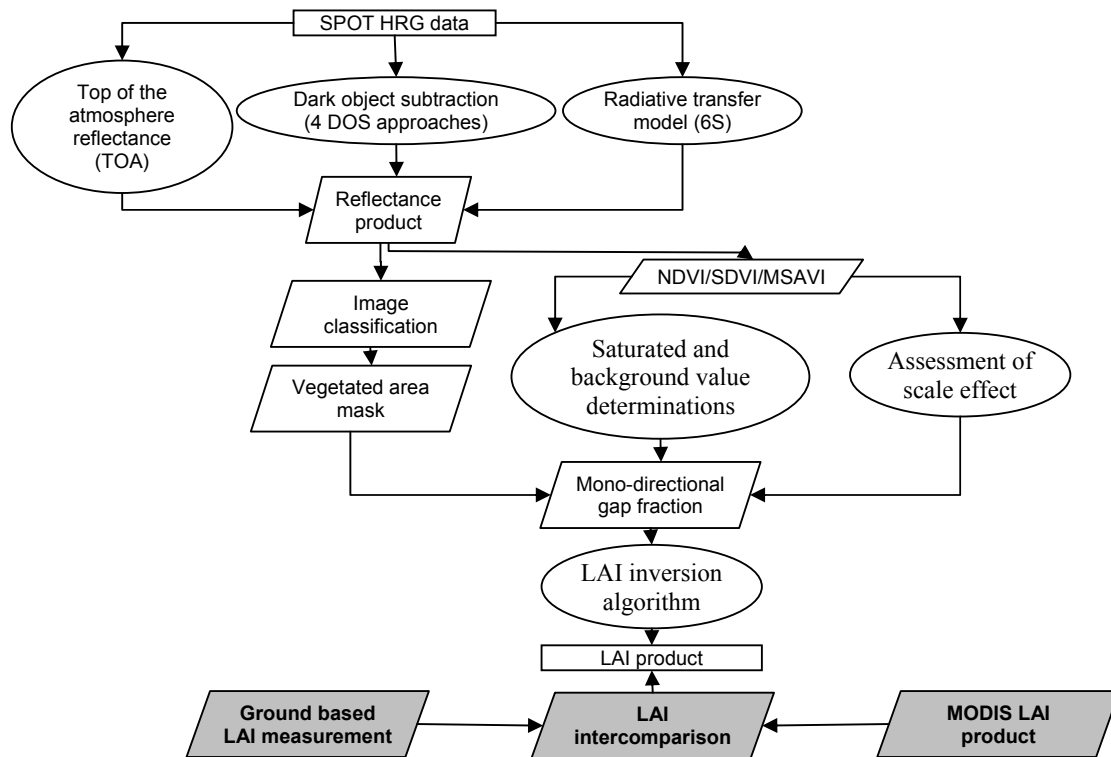 SPOT HRG data
Top of the
atmosphere
reflectance
(TOA)
Dark object subtraction
(4 DOS approaches)
Radiative transfer
model (6S)
Reflectance
product
NDVI/SDVI/MSAVI
Image
classification
Saturated and
background value
determinations
Assessment of
scale effect
Vegetated area
mask
Mono-directional
gap fraction
LAI inversion
algorithm
LAI product
Ground based
LAI measurement
LAI
intercomparison
MODIS LAI
product